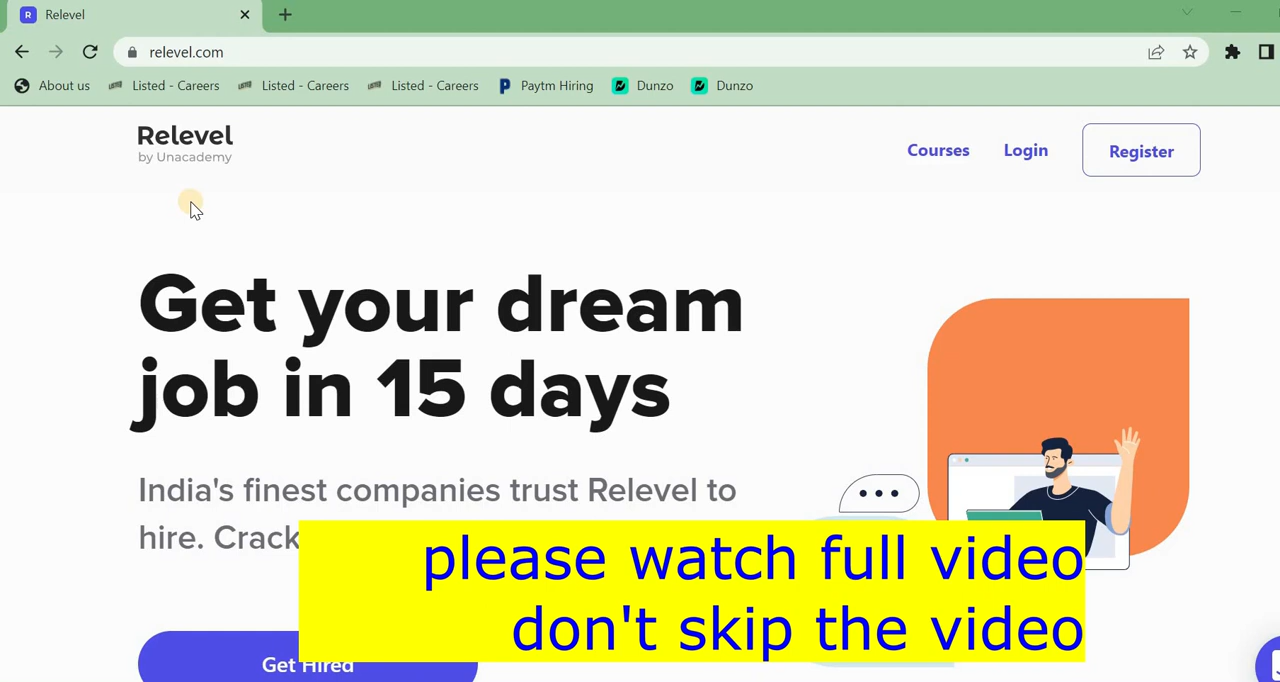 R Relevel
relevel.com
About us Listed - Careers Listed - Careers Listed - Careers Paytm Hiring Dunzo Dunzo
Relevel
by Unacademy
Courses Login Register
Get your dream
job in 15 days
India's finest companies trust Relevel to
hire. Crack
please watch full video
don't skip the video
Get Hired